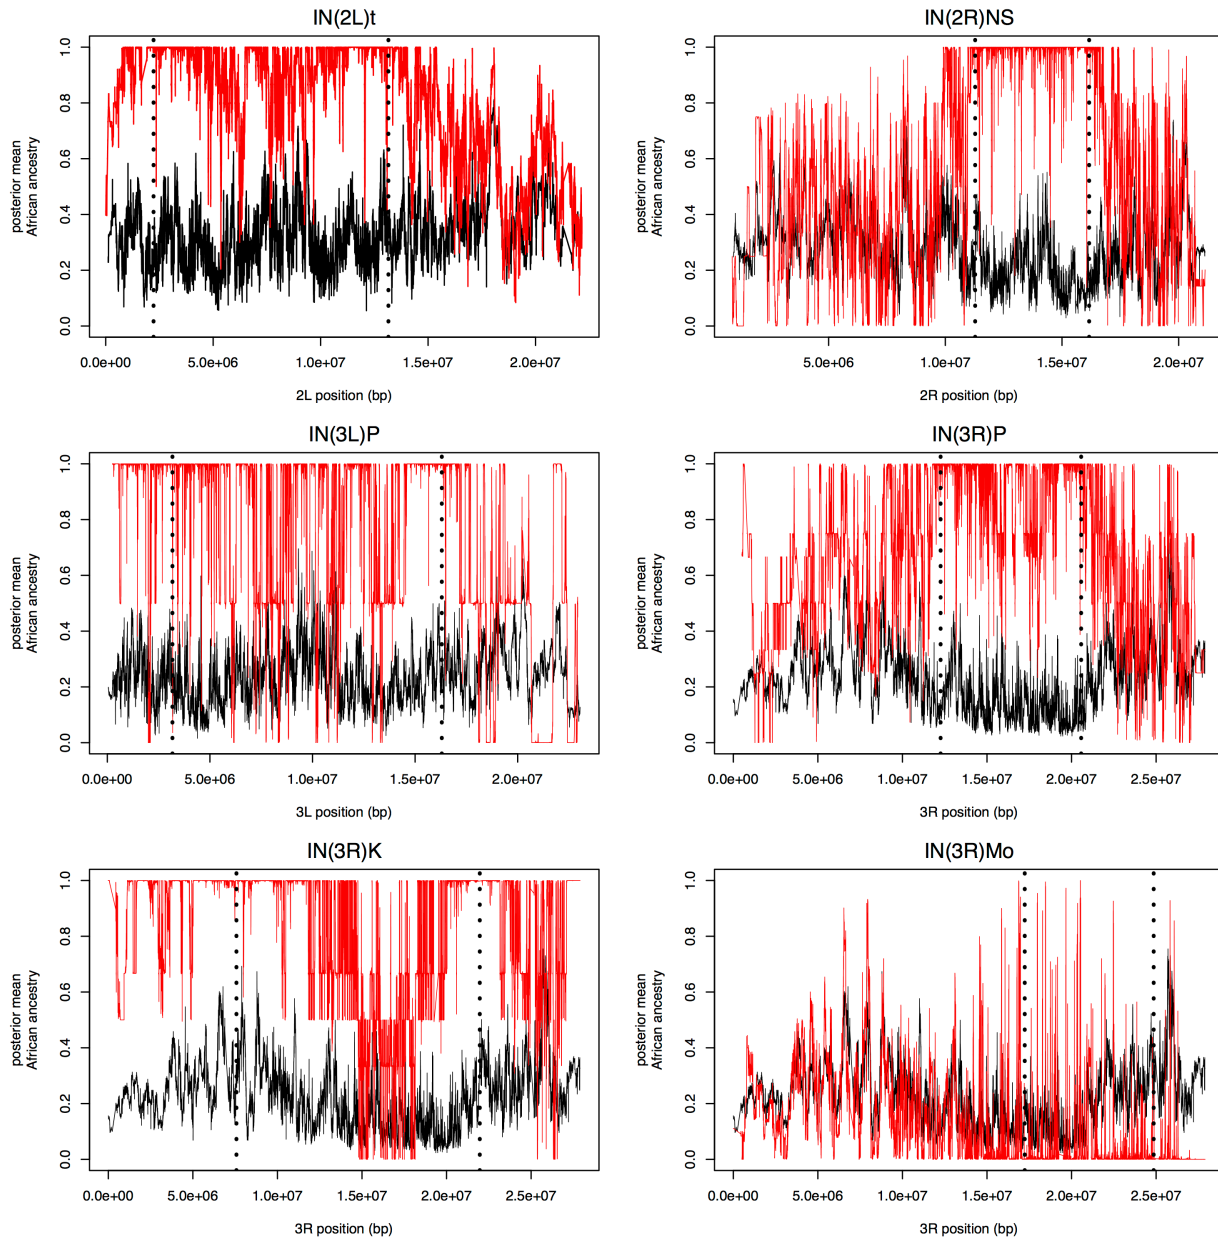 IN(2L)t
posterior mean
African ancestry
1.0
0.8
0.6
0.4
0.2
0.0
0.0e+00 5.0e+06 1.0e+07 1.5e+07 2.0e+07
2L position (bp)
IN(2R)NS
posterior mean
African ancestry
1.0
0.8
0.6
0.4
0.2
0.0
5.0e+06 1.0e+07 1.5e+07 2.0e+07
2R position (bp)
IN(3L)P
posterior mean
African ancestry
1.0
0.8
0.6
0.4
0.2
0.0
0.0e+00 5.0e+06 1.0e+07 1.5e+07 2.0e+07
3L position (bp)
IN(3R)P
posterior mean
African ancestry
1.0
0.8
0.6
0.4
0.2
0.0
0.0e+00 5.0e+06 1.0e+07 1.5e+07 2.0e+07 2.5e+07
3R position (bp)
IN(3R)K
posterior mean
African ancestry
1.0
0.8
0.6
0.4
0.2
0.0
0.0e+00 5.0e+06 1.0e+07 1.5e+07 2.0e+07 2.5e+07
3R position (bp)
IN(3R)Mo
posterior mean
African ancestry
1.0
0.8
0.6
0.4
0.2
0.0
0.0e+00 5.0e+06 1.0e+07 1.5e+07 2.0e+07 2.5e+07
3R position (bp)